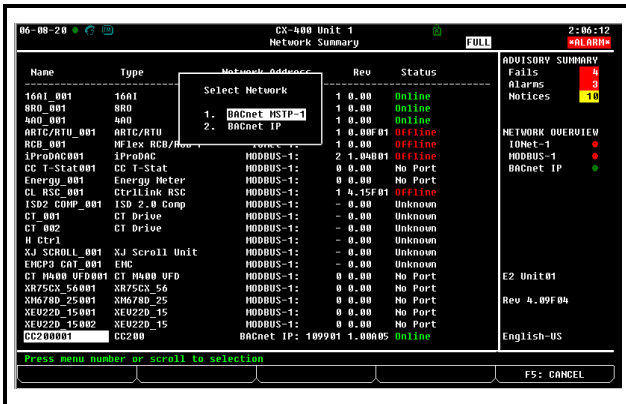 06-08-20 CX-400 Unit 1 2:06:12
Network Summary FULL *ALARM*
ADVISORY SUMMARY
Fails 4
Alarms 3
Notices 10
NETWORK OVERVIEW
IONet-1
MODBUS-1
BACnet IP
E2 Unit01
Rev 4.09F04
English-US
Name Type Network Address Rev Status
Select Network
1. BACnet MSTP-1
2. BACnet IP
16AI_001 16AI 1 0.00 Online
8RO_001 8RO 1 0.00 Online
4AO_001 4AO 1 0.00 Online
ARTC/RTU_001 ARTC/RTU 1 0.00F01 Offline
RCB_001 MFlex RCB/ 1 0.00 Offline
iProDAC001 iProDAC MODBUS-1: 2 1.04B01 Offline
CC T-Stat001 CC T-Stat MODBUS-1: 0 0.00 No Port
Energy_001 Energy Meter MODBUS-1: 0 0.00 No Port
CL RSC_001 CtrlLink RSC MODBUS-1: 1 4.15F01 Offline
ISD2 COMP_001 ISD 2.0 Comp MODBUS-1: - 0.00 Unknown
CT_001 CT Drive MODBUS-1: - 0.00 Unknown
CT 002 CT Drive MODBUS-1: - 0.00 Unknown
H Ctrl MODBUS-1: - 0.00 Unknown
XJ SCROLL_001 XJ Scroll Unit MODBUS-1: - 0.00 Unknown
EMCP3 CAT_001 EMC MODBUS-1: - 0.00 Unknown
CT M400 VFD001 CT M400 VFD MODBUS-1: 0 0.00 No Port
XR75CX_56001 XR75CX_56 MODBUS-1: 0 0.00 No Port
XM678D_25001 XM678D_25 MODBUS-1: 0 0.00 No Port
XEV22D_15001 XEV22D_15 MODBUS-1: 0 0.00 No Port
XEV22D_15002 XEV22D_15 MODBUS-1: 0 0.00 No Port
CC200001 CC200 BACnet IP: 109901 1.00A05 Online
Press menu number or scroll to selection
F5: CANCEL